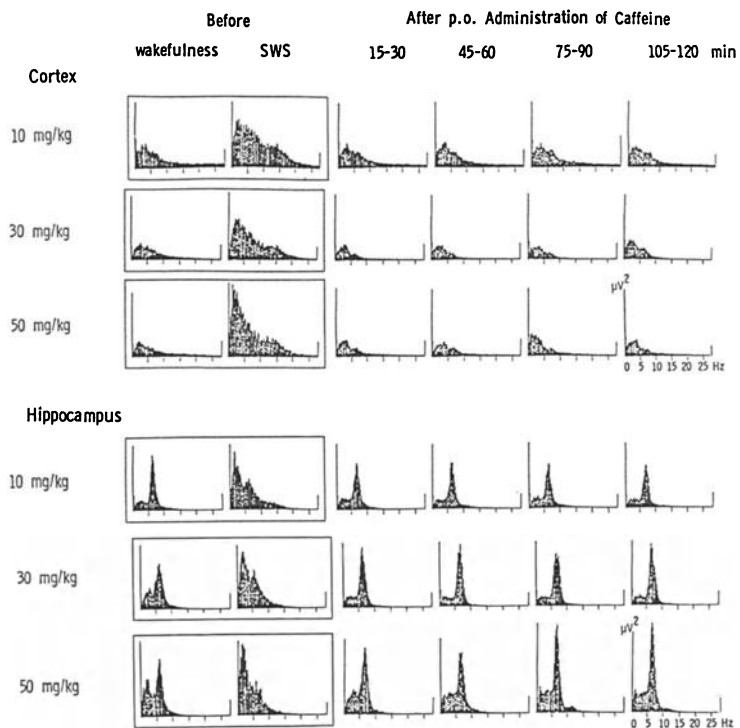 Before After p.o. Administration of Caffeine
wakefulness SWS 15-30 45-60 75-90 105-120 min
Cortex
10 mg/kg
30 mg/kg
50 mg/kg
μV²
0 5 10 15 20 25 Hz
Hippocampus
10 mg/kg
30 mg/kg
50 mg/kg
μV²
0 5 10 15 20 25 Hz